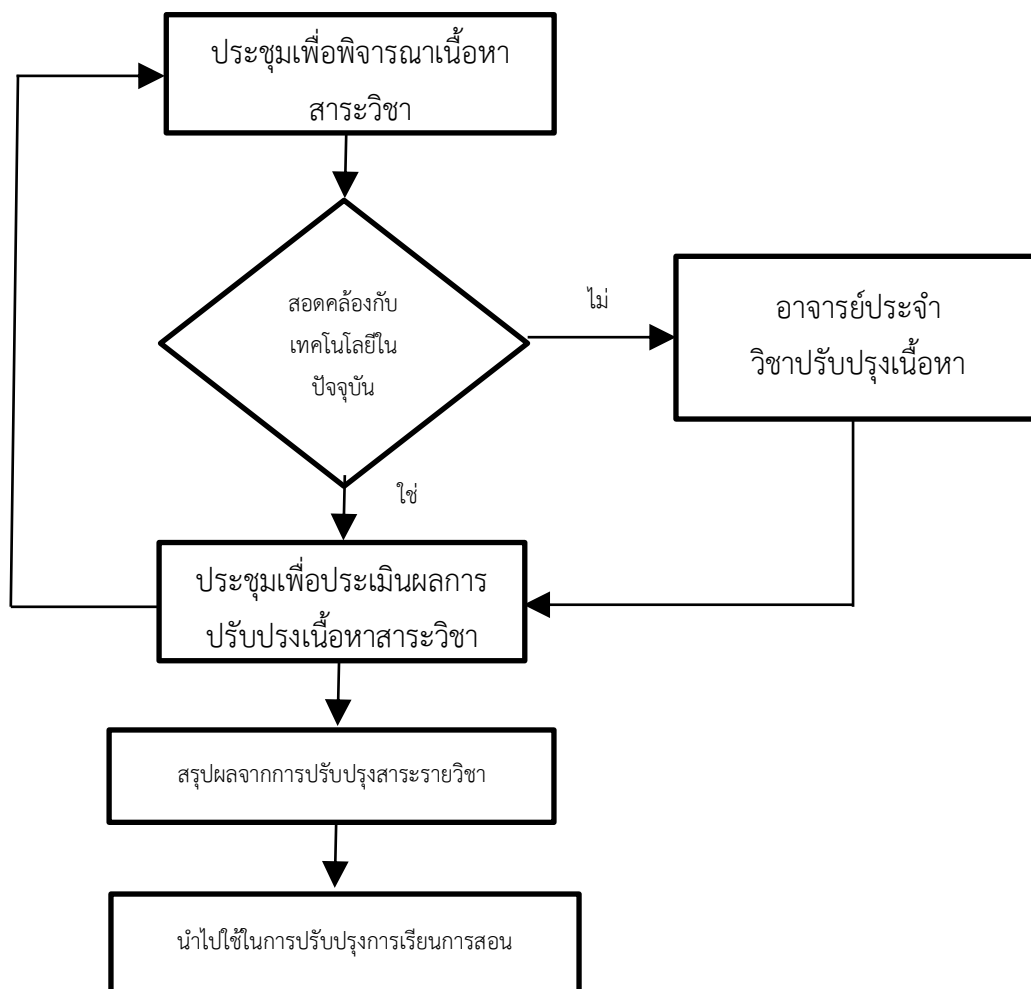 ประชุมเพื่อพิจารณาเนื้อหา
สาระวิชา
สอดคล้องกับ
เทคโนโลยีใน
ปัจจุบัน
ไม่
อาจารย์ประจำ
วิชาปรับปรุงเนื้อหา
ใช่
ประชุมเพื่อประเมินผลการ
ปรับปรงเนื้อหาสาระวิชา
สรุปผลจากการปรับปรุงสาระรายวิชา
นำไปใช้ในการปรับปรุงการเรียนการสอน